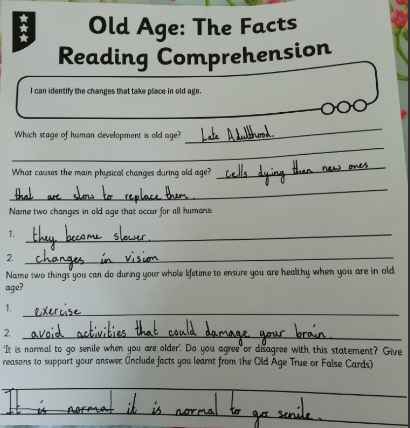 Old Age: The Facts
Reading Comprehension
I can identify the changes that take place in old age.
Which stage of human development is old age? Late Adulthood.
What causes the main physical changes during old age? cells dying then new ones
that are slow to replace them.
Name two changes in old age that occur for all humans:
1. they become slower.
2. changes in vision
Name two things you can do during your whole lifetime to ensure you are healthy when you are in old
age?
1. exercise
2. avoid activities that could damage your brain.
'It is normal to go senile when you are older'. Do you agree or disagree with this statement? Give
reasons to support your answer. (Include facts you learnt from the Old Age True or False Cards)
It is normal it is normal to go senile.